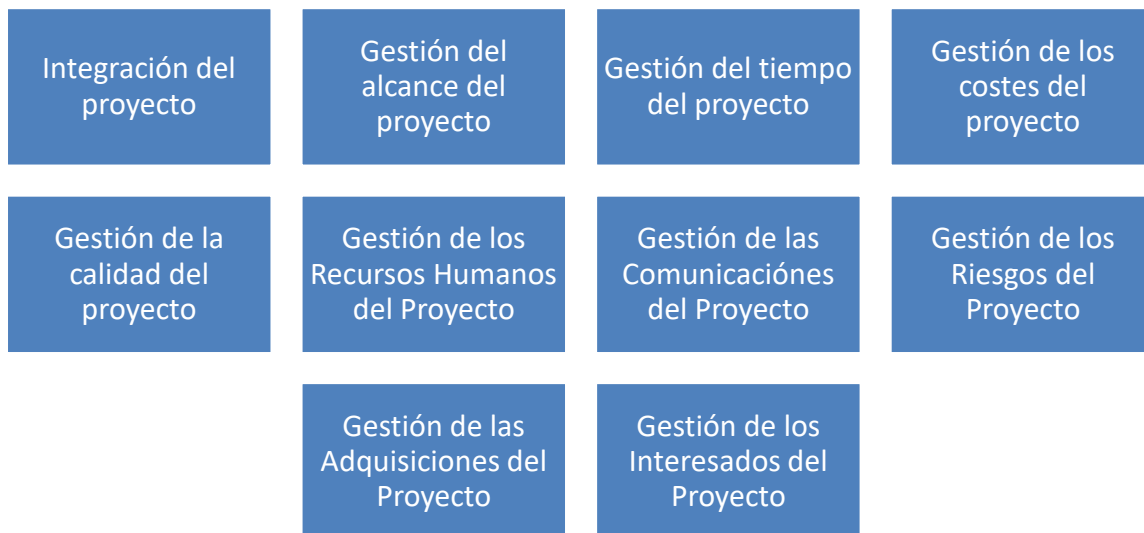 Integración del
proyecto
Gestión del
alcance del
proyecto
Gestión del tiempo
del proyecto
Gestión de los
costes del
proyecto
Gestión de la
calidad del
proyecto
Gestión de los
Recursos Humanos
del Proyecto
Gestión de las
Comunicaciónes
del Proyecto
Gestión de los
Riesgos del
Proyecto
Gestión de las
Adquisiciones del
Proyecto
Gestión de los
Interesados del
Proyecto